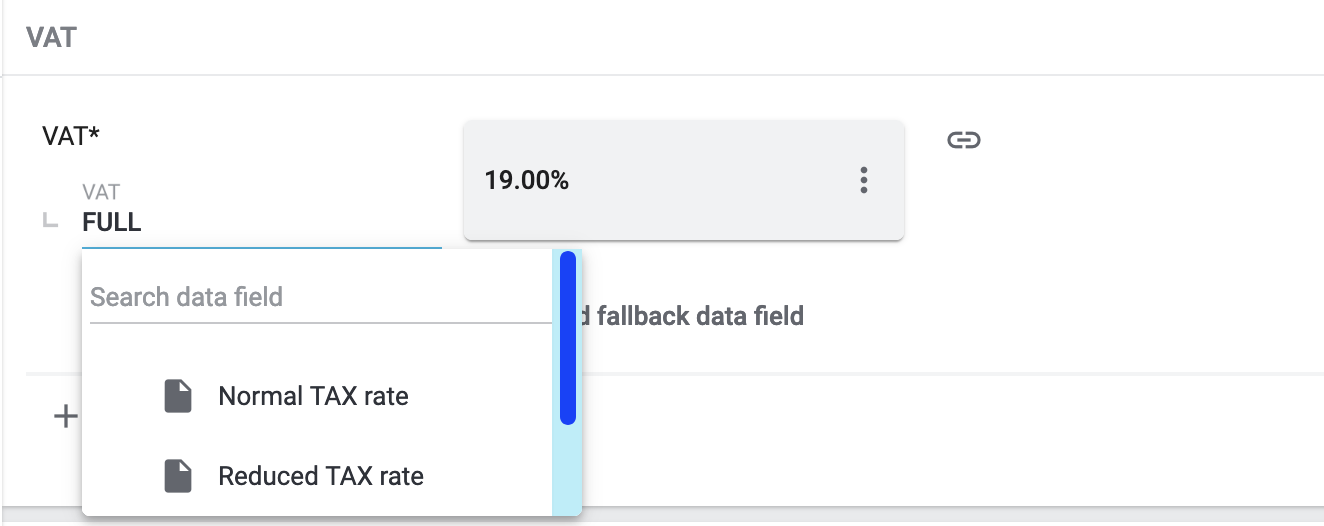 VAT
VAT*
19.00%
VAT
FULL
Search data field
fallback data field
Normal TAX rate
Reduced TAX rate